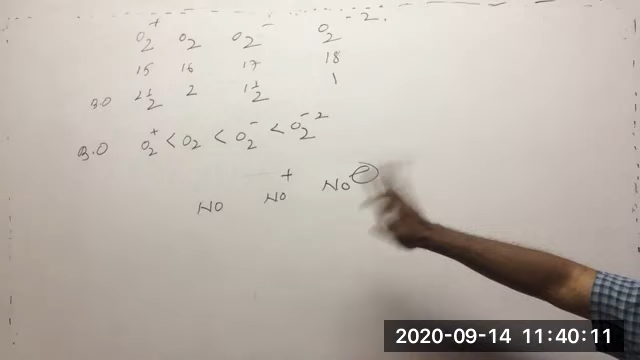 O₂⁺ O₂ O₂⁻ O₂⁻²
15 16 17 18
B.O 2½ 2 1½ 1
B.O O₂⁺ < O₂ < O₂⁻ < O₂⁻²
NO NO⁺ NO⊖
2020-09-14 11:40:11